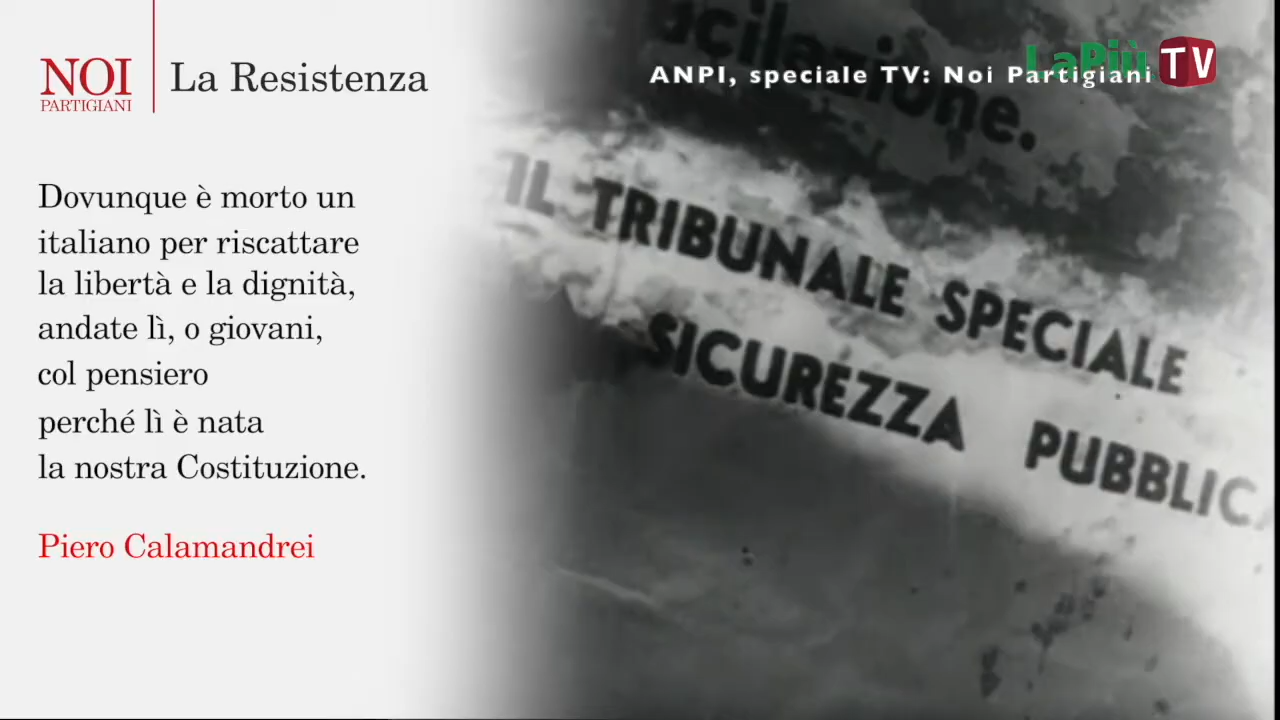 NOI
PARTIGIANI
La Resistenza
ANPI, speciale TV: Noi Partigiani
LaPiù TV
Dovunque è morto un
italiano per riscattare
la libertà e la dignità,
andate lì, o giovani,
col pensiero
perché lì è nata
la nostra Costituzione.
Piero Calamandrei
IL TRIBUNALE SPECIALE
SICUREZZA PUBBLICA